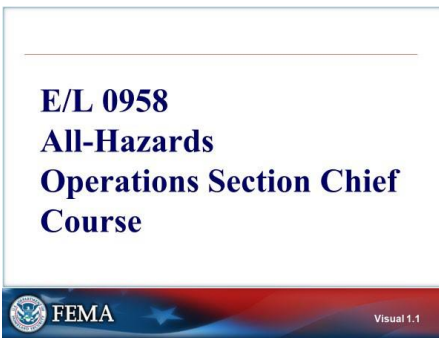 E/L 0958
All-Hazards
Operations Section Chief
Course
FEMA
Visual 1.1